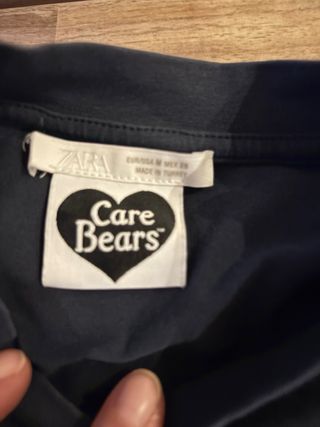 ZARA
EUR/USA M MEX 28
MADE IN TURKEY
Care
Bears™